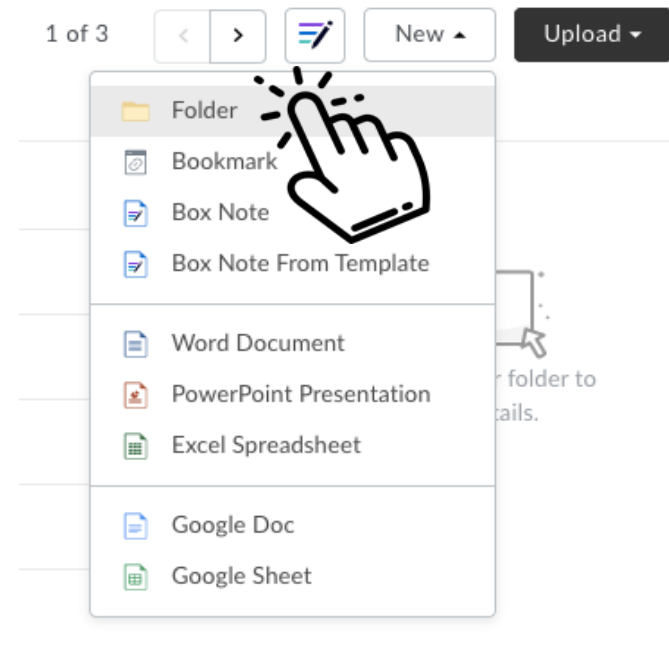 1 of 3
New
Upload
Folder
Bookmark
Box Note
Box Note From Template
Word Document
PowerPoint Presentation
r folder to
Excel Spreadsheet
tails.
Google Doc
Google Sheet